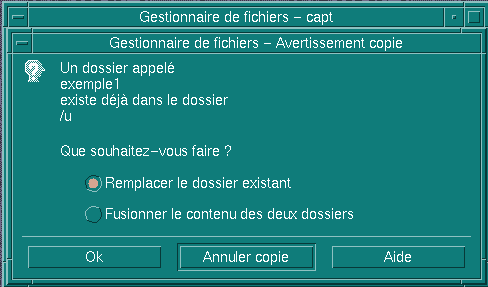 Gestionnaire de fichiers – capt
Gestionnaire de fichiers – Avertissement copie
Un dossier appelé
exemple1
existe déjà dans le dossier
/u
Que souhaitez–vous faire ?
Remplacer le dossier existant
Fusionner le contenu des deux dossiers
Ok Annuler copie Aide